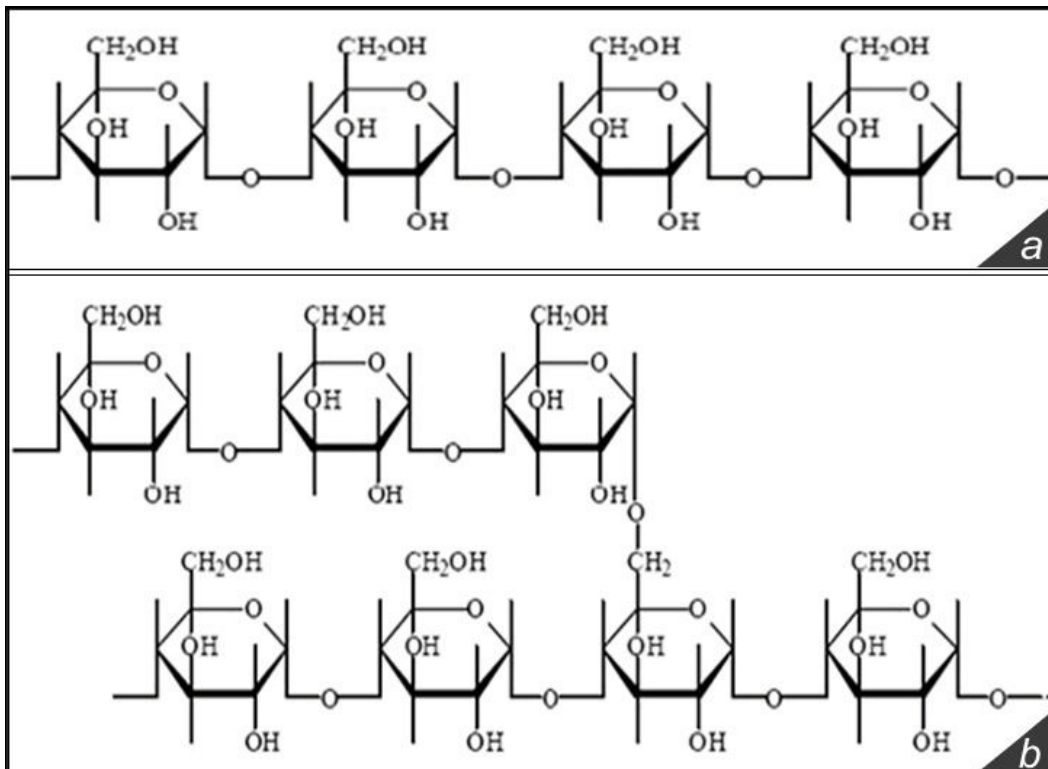 CH₂OH CH₂OH CH₂OH CH₂OH
O O O O
OH OH OH OH
O O O O
OH OH OH OH
a
CH₂OH CH₂OH CH₂OH
O O O
OH OH OH
O O
OH OH OH
O
CH₂OH CH₂OH CH₂ CH₂OH
O O O O
OH OH OH OH
O O O O
OH OH OH OH
b